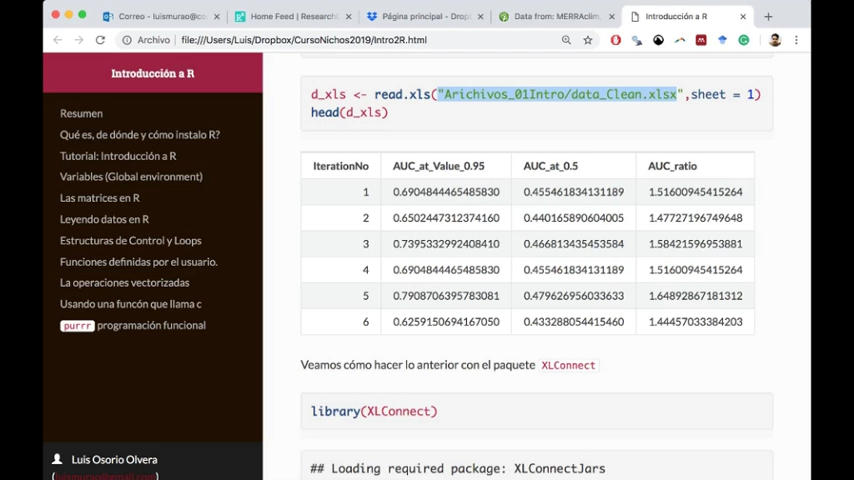 Correo - luismurao@co
Home Feed | Research
Página principal - Drop
Data from: MERRAclim,
Introducción a R
Archivo | file:///Users/Luis/Dropbox/CursoNichos2019/Intro2R.html
Introducción a R
Resumen
Qué es, de dónde y cómo instalo R?
Tutorial: Introducción a R
Variables (Global environment)
Las matrices en R
Leyendo datos en R
Estructuras de Control y Loops
Funciones definidas por el usuario.
La operaciones vectorizadas
Usando una funcón que llama c
purrr programación funcional
Luis Osorio Olvera
(luismurao@gmail.com)
d_xls <- read.xls("Arichivos_01Intro/data_Clean.xlsx",sheet = 1)
head(d_xls)
IterationNo AUC_at_Value_0.95 AUC_at_0.5 AUC_ratio
1 0.6904844465485830 0.455461834131189 1.51600945415264
2 0.6502447312374160 0.440165890604005 1.47727196749648
3 0.7395332992408410 0.466813435453584 1.58421596953881
4 0.6904844465485830 0.455461834131189 1.51600945415264
5 0.7908706395783081 0.479626956033633 1.64892867181312
6 0.6259150694167050 0.433288054415460 1.44457033384203
Veamos cómo hacer lo anterior con el paquete XLConnect
library(XLConnect)
## Loading required package: XLConnectJars